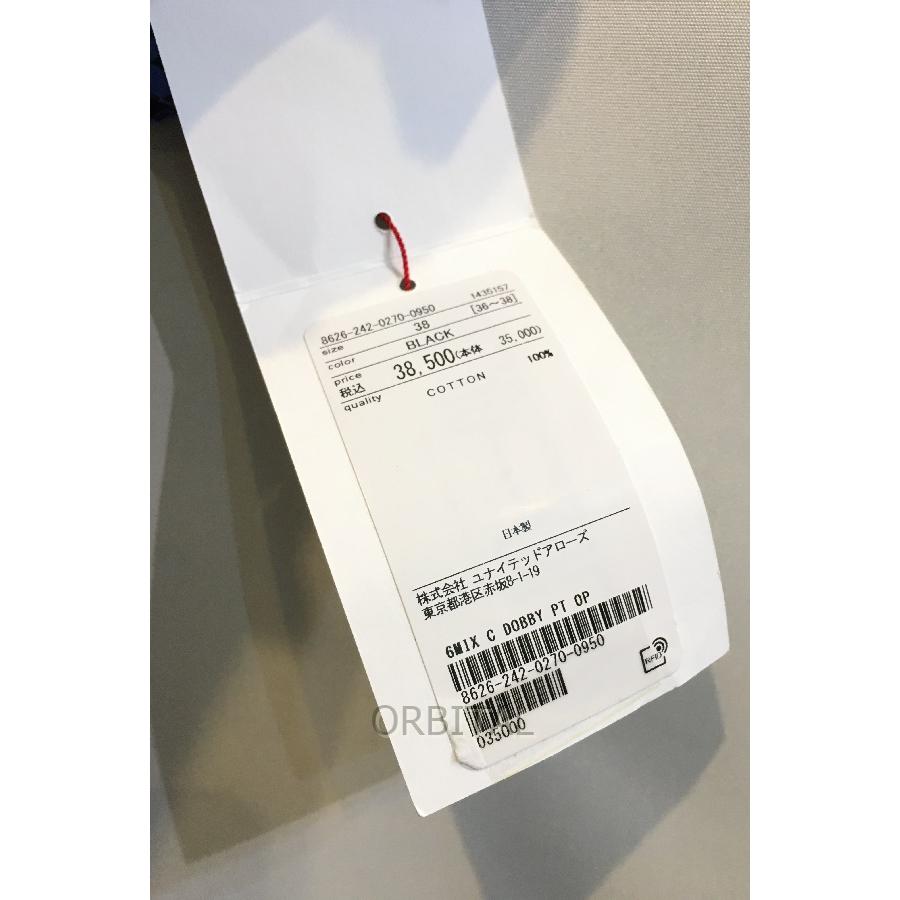 8626-242-0270-0950 1435157
size 38 [36～38]
color BLACK
price 税込 38,500(本体 35,000)
quality COTTON 100%
日本製
株式会社 ユナイテッドアローズ
東京都港区赤坂8-1-19
6MIX C DOBBY PT OP
8626-242-0270-0950
RFID
035000
ORBITAL